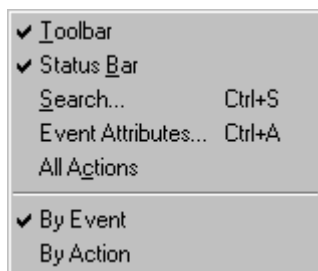 Toolbar
Status Bar
Search... Ctrl+S
Event Attributes... Ctrl+A
All Actions
By Event
By Action